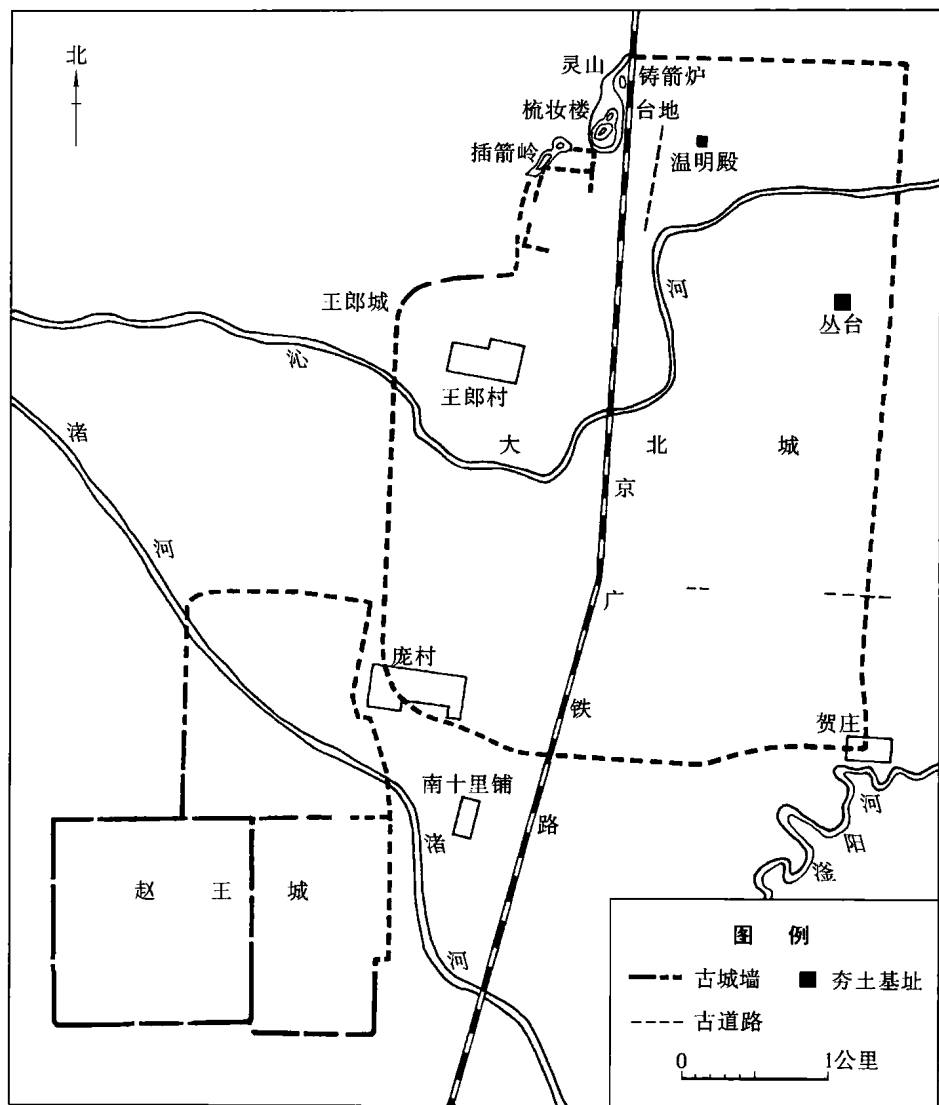 北
灵山
铸箭炉
梳妆楼
台地
插箭岭
温明殿
王郎城
河
丛台
沁
王郎村
渚
大北城
京
河
广
庞村
铁
贺庄
南十里铺
河
路
渚
阳
赵王城
滏
河
图 例
古城墙
夯土基址
古道路
0
1公里